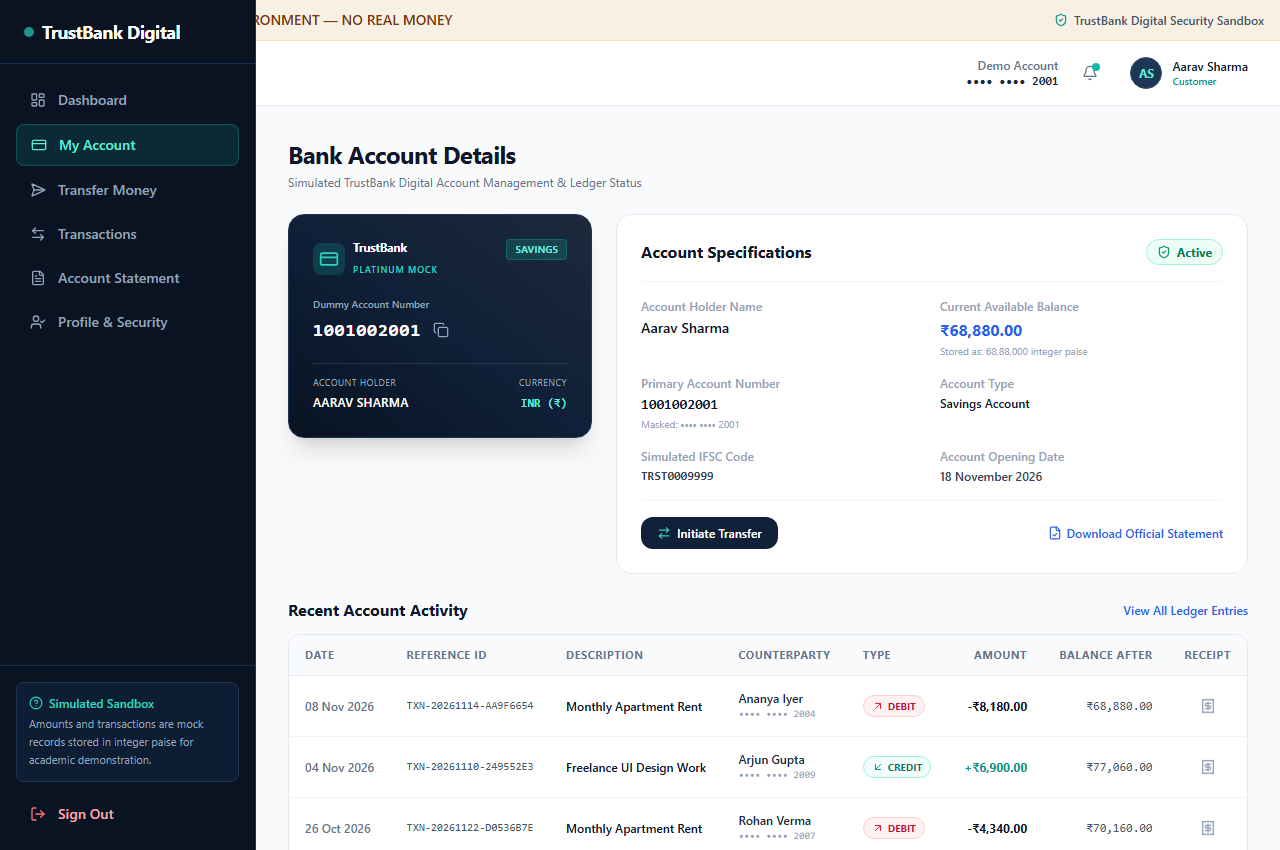 TrustBank Digital
RONMENT — NO REAL MONEY
TrustBank Digital Security Sandbox
Demo Account
•••• •••• 2001
AS
Aarav Sharma
Customer
Dashboard
My Account
Transfer Money
Transactions
Account Statement
Profile & Security
Simulated Sandbox
Amounts and transactions are mock
records stored in integer paise for
academic demonstration.
Sign Out
Bank Account Details
Simulated TrustBank Digital Account Management & Ledger Status
TrustBank
PLATINUM MOCK
SAVINGS
Dummy Account Number
1001002001
ACCOUNT HOLDER
CURRENCY
AARAV SHARMA
INR (₹)
Account Specifications
Active
Account Holder Name
Aarav Sharma
Current Available Balance
₹68,880.00
Stored as: 68,88,000 integer paise
Primary Account Number
1001002001
Masked: •••• •••• 2001
Account Type
Savings Account
Simulated IFSC Code
TRST0009999
Account Opening Date
18 November 2026
Initiate Transfer
Download Official Statement
Recent Account Activity
View All Ledger Entries
DATE REFERENCE ID DESCRIPTION COUNTERPARTY TYPE AMOUNT BALANCE AFTER RECEIPT
08 Nov 2026 TXN-20261114-AA9F6654 Monthly Apartment Rent Ananya Iyer DEBIT -₹8,180.00 ₹68,880.00
•••• •••• 2004
04 Nov 2026 TXN-20261110-249552E3 Freelance UI Design Work Arjun Gupta CREDIT +₹6,900.00 ₹77,060.00
•••• •••• 2009
26 Oct 2026 TXN-20261122-D0536B7E Monthly Apartment Rent Rohan Verma DEBIT -₹4,340.00 ₹70,160.00
•••• •••• 2007